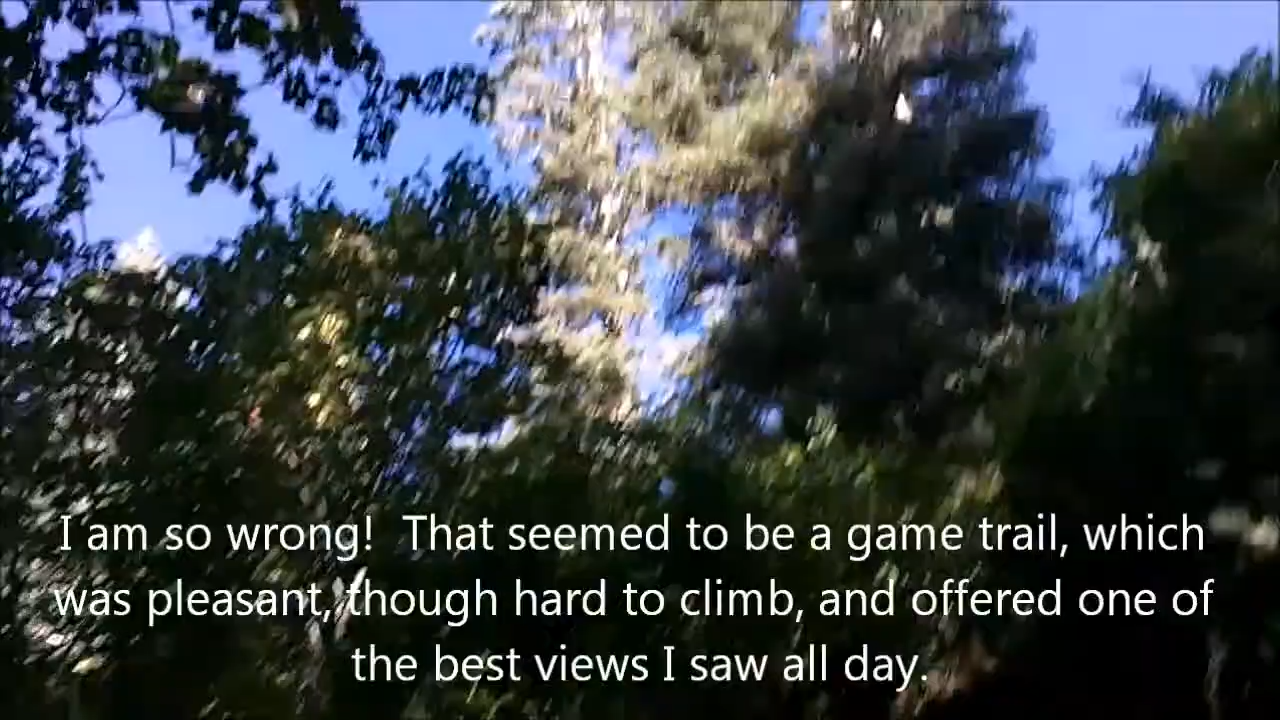 I am so wrong!  That seemed to be a game trail, which
was pleasant, though hard to climb, and offered one of
the best views I saw all day.